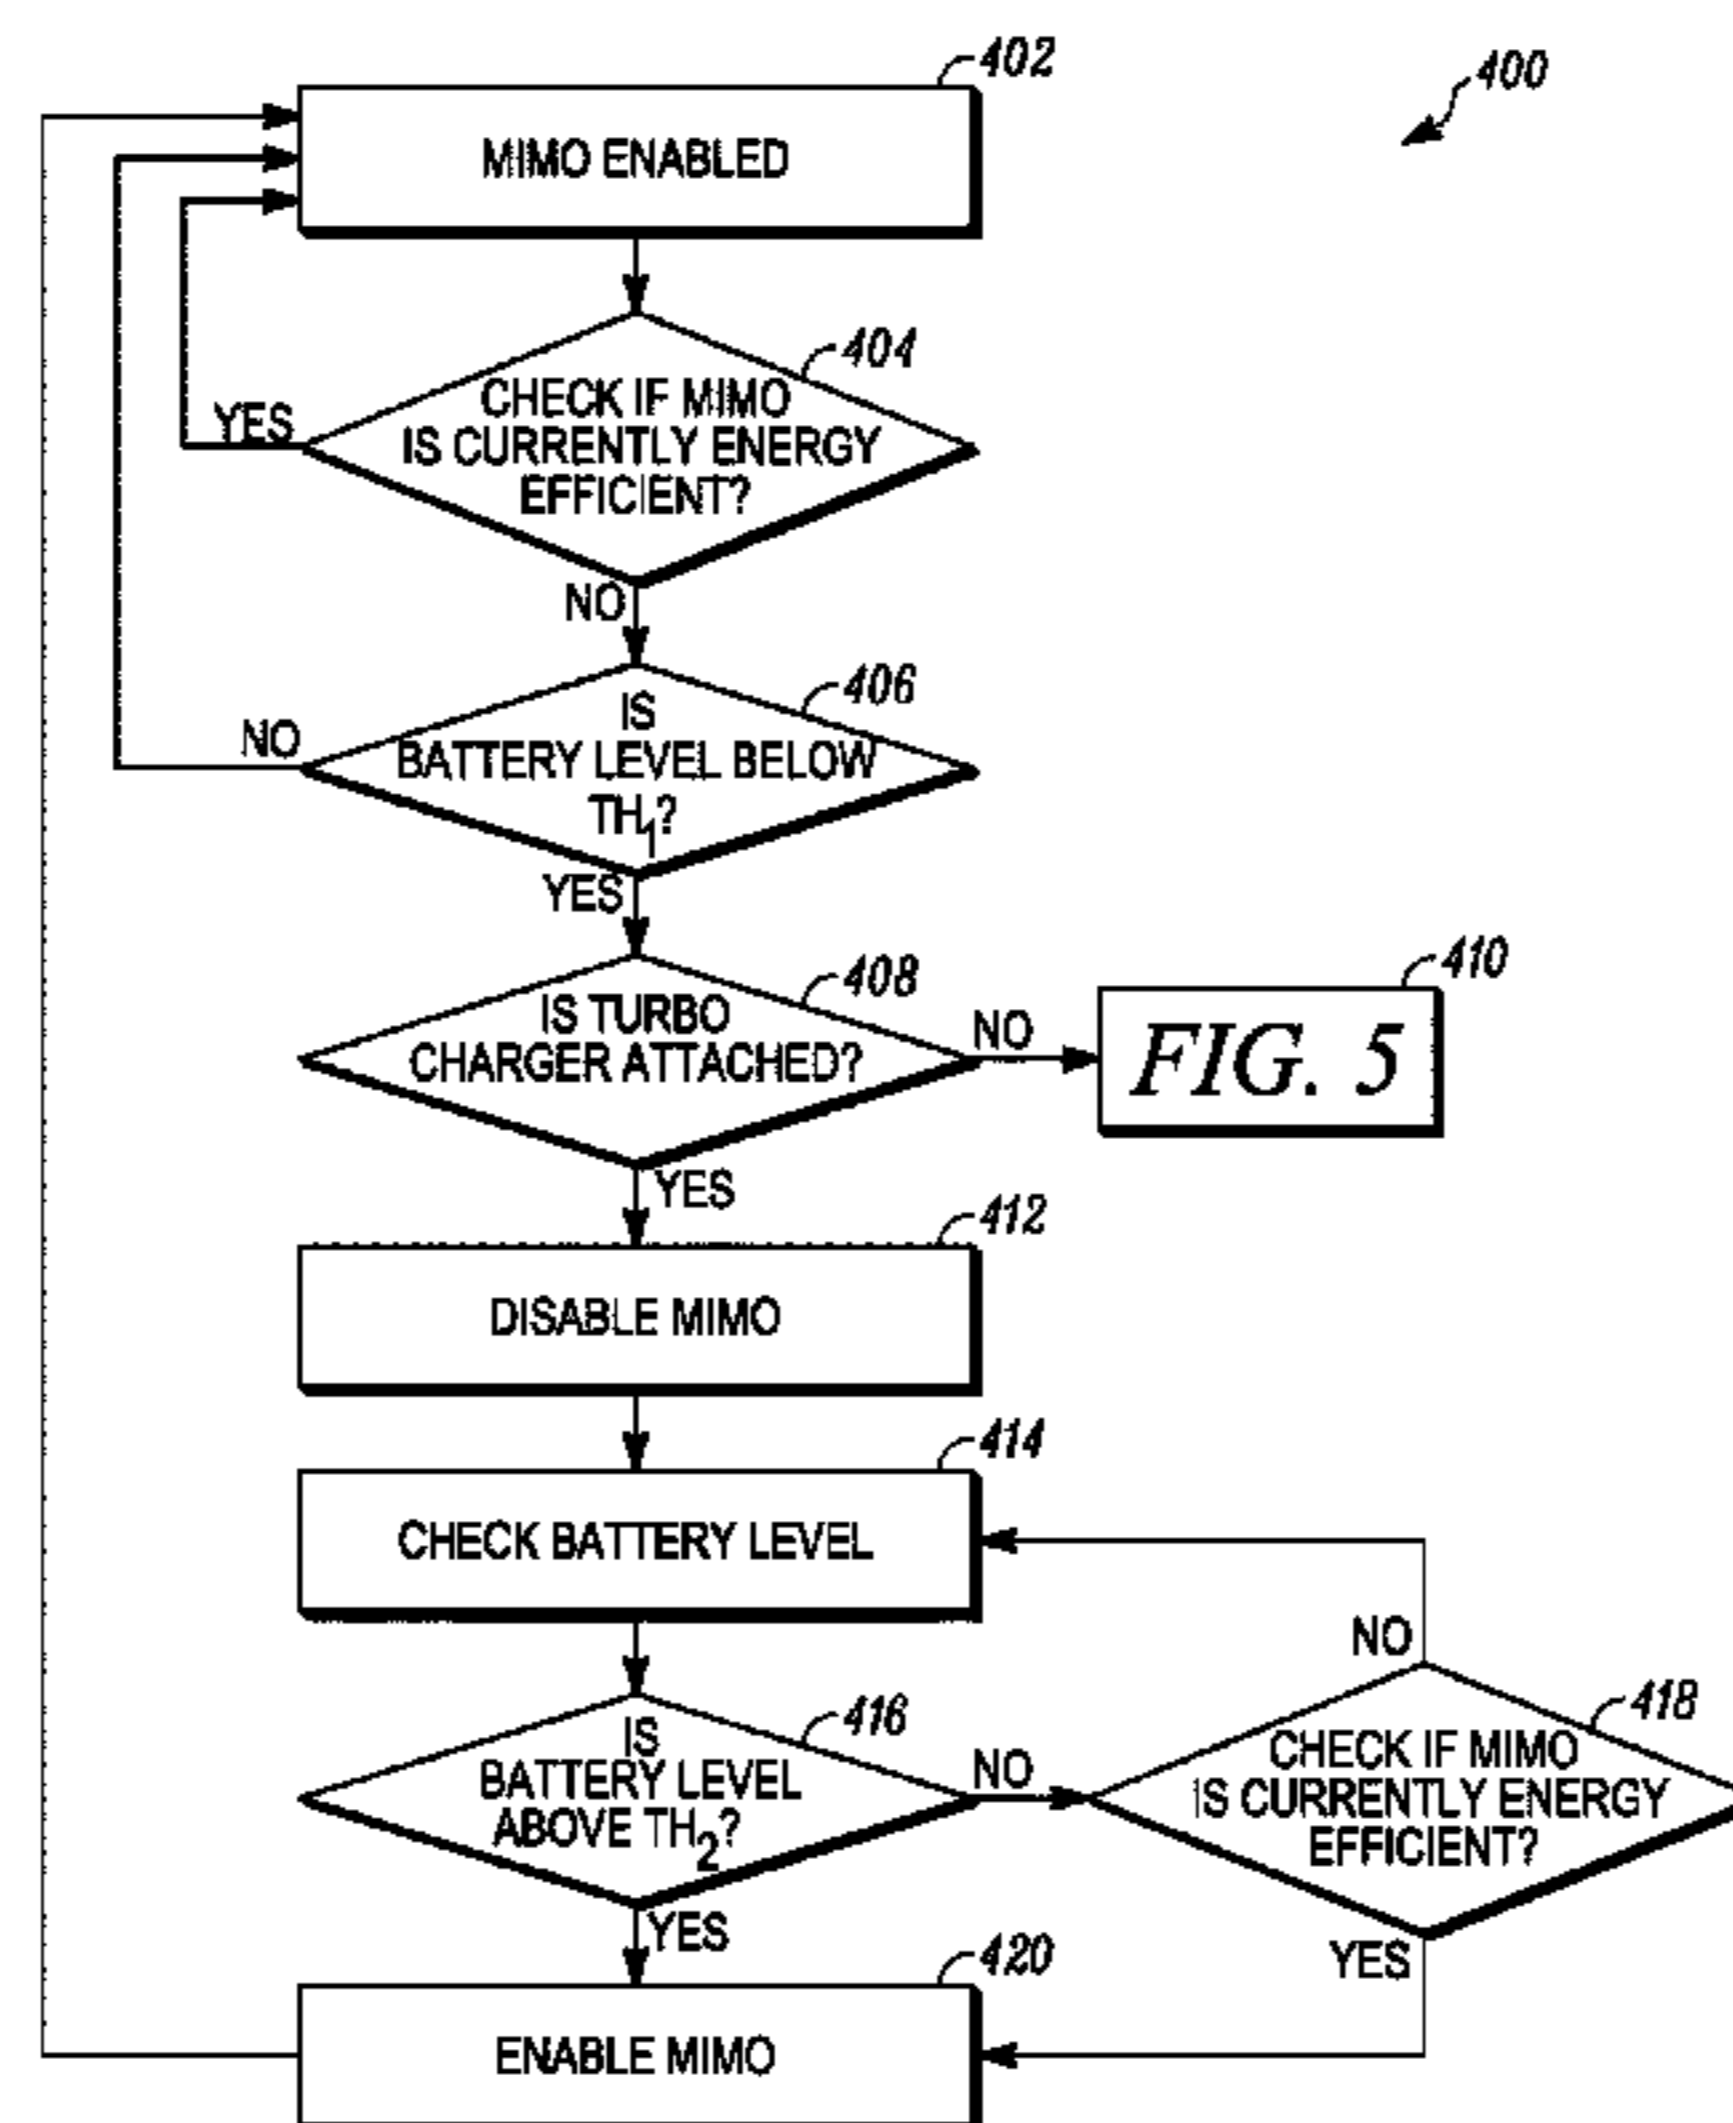 402
400
MIMO ENABLED
404
CHECK IF MIMO
IS CURRENTLY ENERGY
EFFICIENT?
YES
NO
406
IS
BATTERY LEVEL BELOW
TH1?
NO
YES
408
IS TURBO
CHARGER ATTACHED?
NO
410
FIG. 5
YES
412
DISABLE MIMO
414
CHECK BATTERY LEVEL
416
IS
BATTERY LEVEL
ABOVE TH2?
NO
NO
418
CHECK IF MIMO
IS CURRENTLY ENERGY
EFFICIENT?
YES
YES
420
ENABLE MIMO